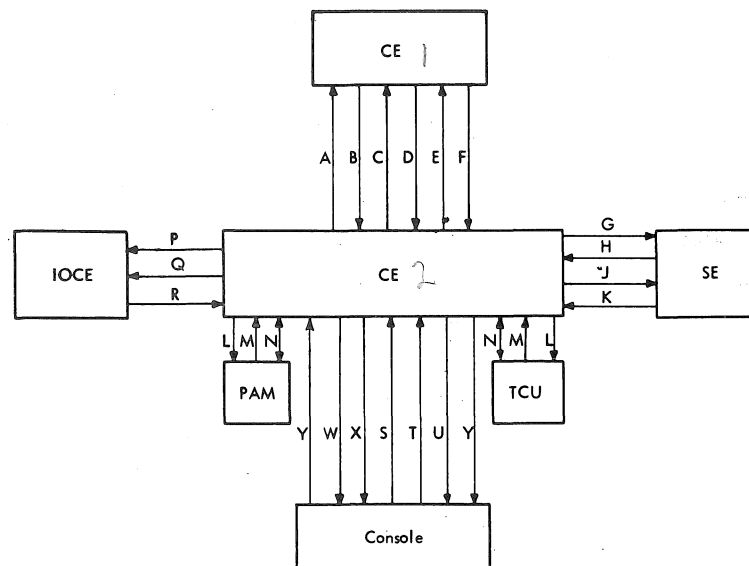 CE 1
A B C D E F
G
P H
IOCE Q CE 2 J SE
R K
L M N N M L
PAM TCU
Y W X S T U Y
Console